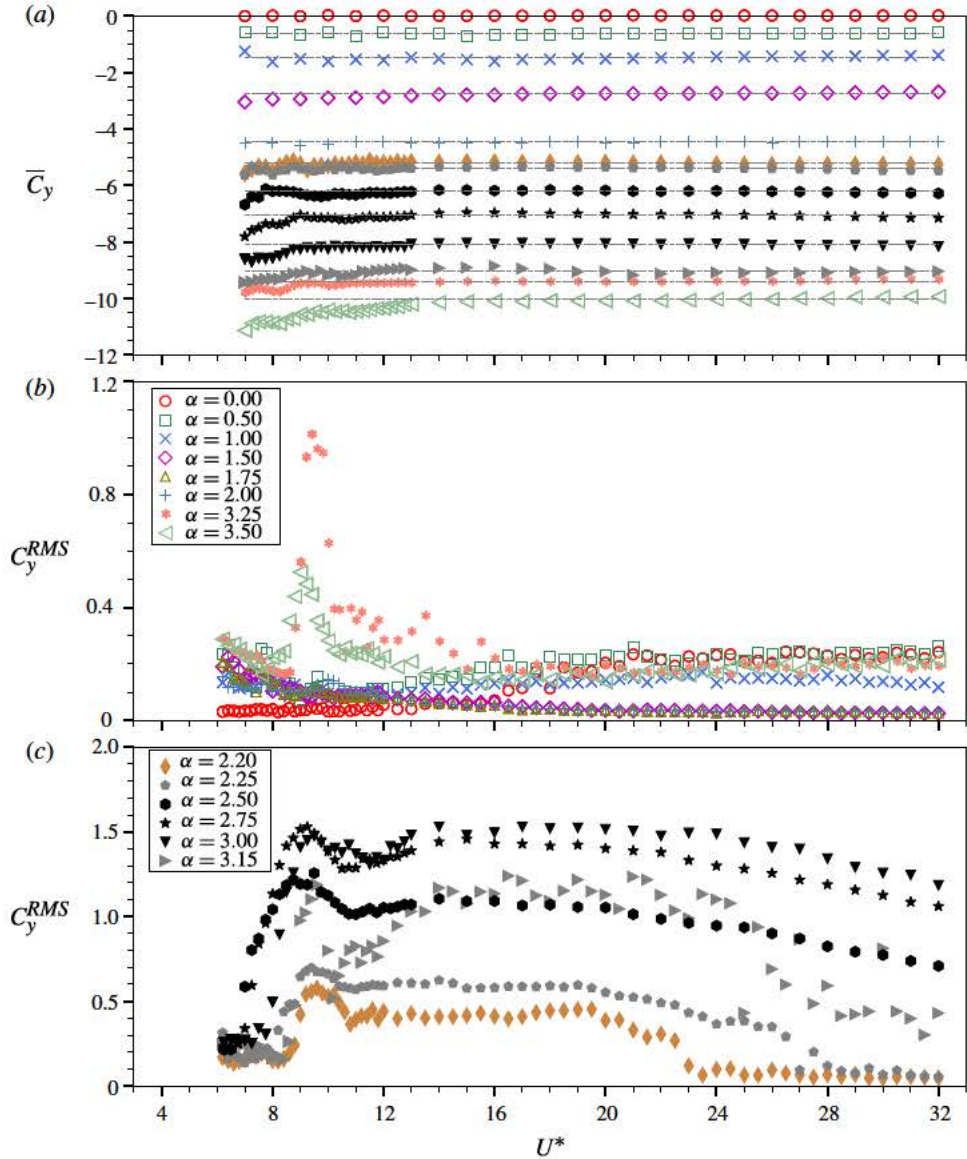 (a)
0
−2
−4
−6
−8
−10
−12
C̅y
(b)
1.2
0.8
0.4
0
C_y^RMS
α = 0.00
α = 0.50
α = 1.00
α = 1.50
α = 1.75
α = 2.00
α = 3.25
α = 3.50
(c)
2.0
1.5
1.0
0.5
0
C_y^RMS
α = 2.20
α = 2.25
α = 2.50
α = 2.75
α = 3.00
α = 3.15
4 8 12 16 20 24 28 32
U*